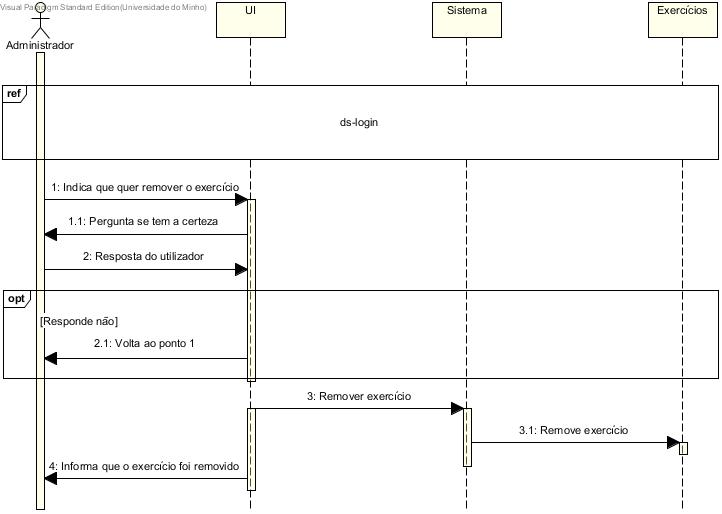 Visual Paradigm Standard Edition(Universidade do Minho)
Administrador
UI
Sistema
Exercícios
ref
ds-login
1: Indica que quer remover o exercício
1.1: Pergunta se tem a certeza
2: Resposta do utilizador
opt
[Responde não]
2.1: Volta ao ponto 1
3: Remover exercício
3.1: Remove exercício
4: Informa que o exercício foi removido